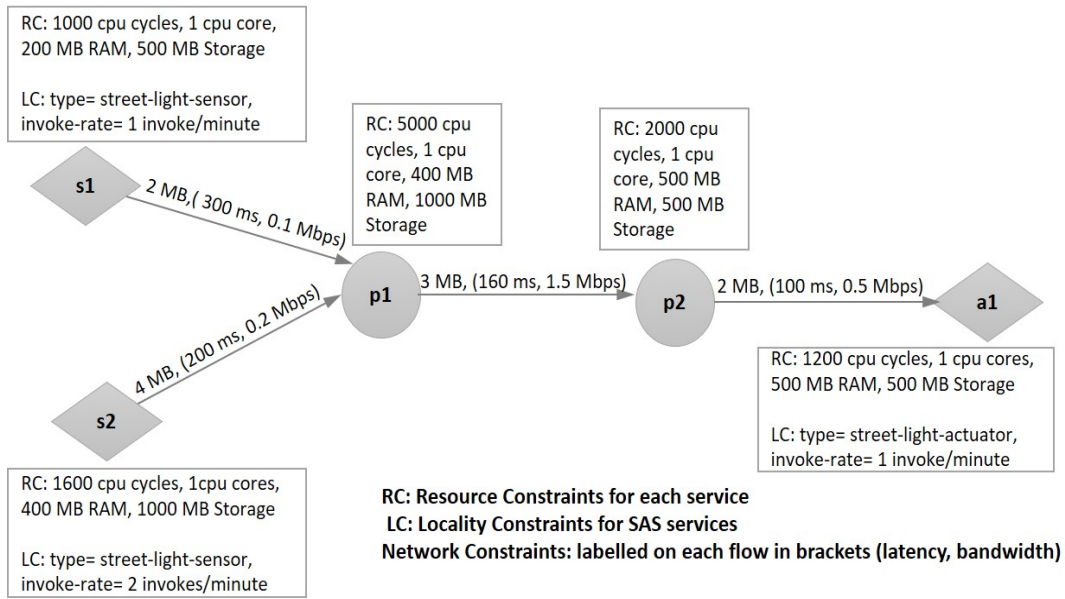 RC: 1000 cpu cycles, 1 cpu core,
200 MB RAM, 500 MB Storage
LC: type= street-light-sensor,
invoke-rate= 1 invoke/minute
s1
2 MB,( 300 ms, 0.1 Mbps)
RC: 5000 cpu
cycles, 1 cpu
core, 400 MB
RAM, 1000 MB
Storage
p1
3 MB, (160 ms, 1.5 Mbps)
RC: 2000 cpu
cycles, 1 cpu
core, 500 MB
RAM, 500 MB
Storage
p2
2 MB, (100 ms, 0.5 Mbps)
a1
RC: 1200 cpu cycles, 1 cpu cores,
500 MB RAM, 500 MB Storage
LC: type= street-light-actuator,
invoke-rate= 1 invoke/minute
4 MB, (200 ms, 0.2 Mbps)
s2
RC: 1600 cpu cycles, 1cpu cores,
400 MB RAM, 1000 MB Storage
LC: type= street-light-sensor,
invoke-rate= 2 invokes/minute
RC: Resource Constraints for each service
LC: Locality Constraints for SAS services
Network Constraints: labelled on each flow in brackets (latency, bandwidth)